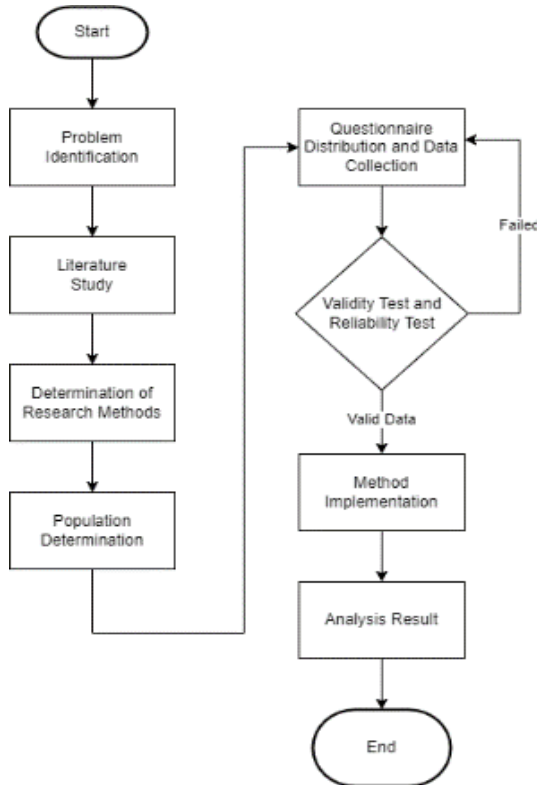 Start
Problem
Identification
Literature
Study
Determination of
Research Methods
Population
Determination
Questionnaire
Distribution and Data
Collection
Failed
Validity Test and
Reliability Test
Valid Data
Method
Implementation
Analysis Result
End